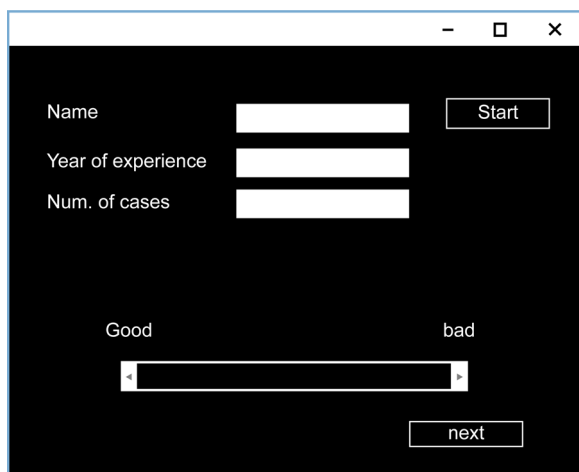 Name
Start
Year of experience
Num. of cases
Good
bad
next